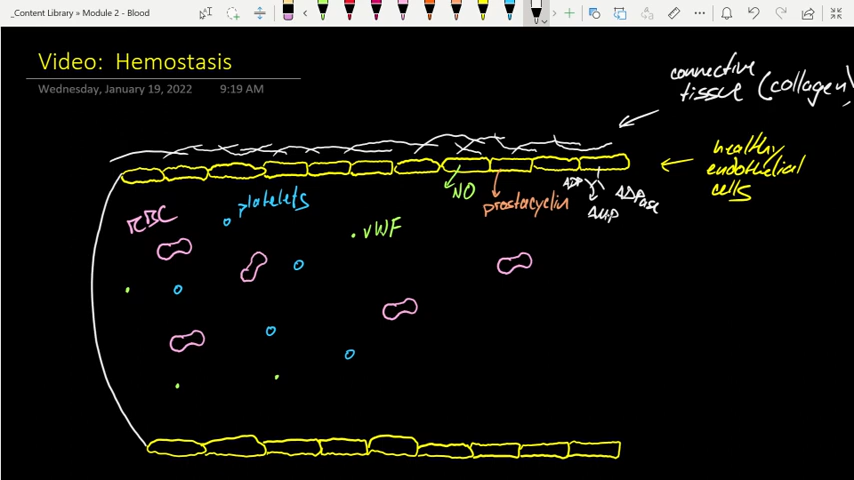 _Content Library » Module 2 - Blood
Video: Hemostasis
Wednesday, January 19, 2022 9:19 AM
connective
tissue (collagen)
healthy
endothelial
cells
NO
prostacyclin
ADP
AMP
ADPase
RBC
platelets
vWF